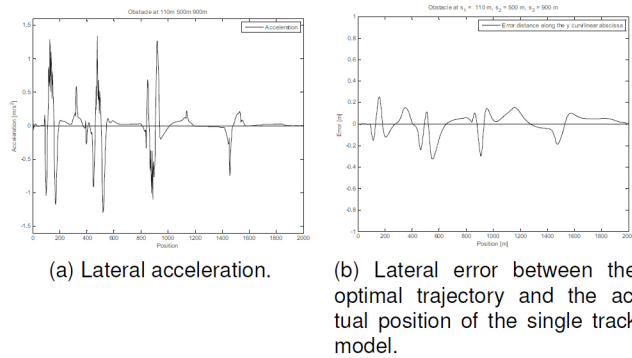 Obstacle at 110m 500m 900m
Acceleration
1.5
1
0.5
0
-0.5
-1
-1.5
Acceleration [m/s²]
0 200 400 600 800 1000 1200 1400 1600 1800 2000
Position
(a) Lateral acceleration.
Obstacle at s₁ = 110 m, s₂ = 500 m, s₃ = 900 m
Error distance along the y curvilinear abscissa
1
0.8
0.6
0.4
0.2
0
-0.2
-0.4
-0.6
-0.8
-1
Error [m]
0 200 400 600 800 1000 1200 1400 1600 1800 2000
Position [m]
(b) Lateral error between the
optimal trajectory and the ac
tual position of the single track
model.